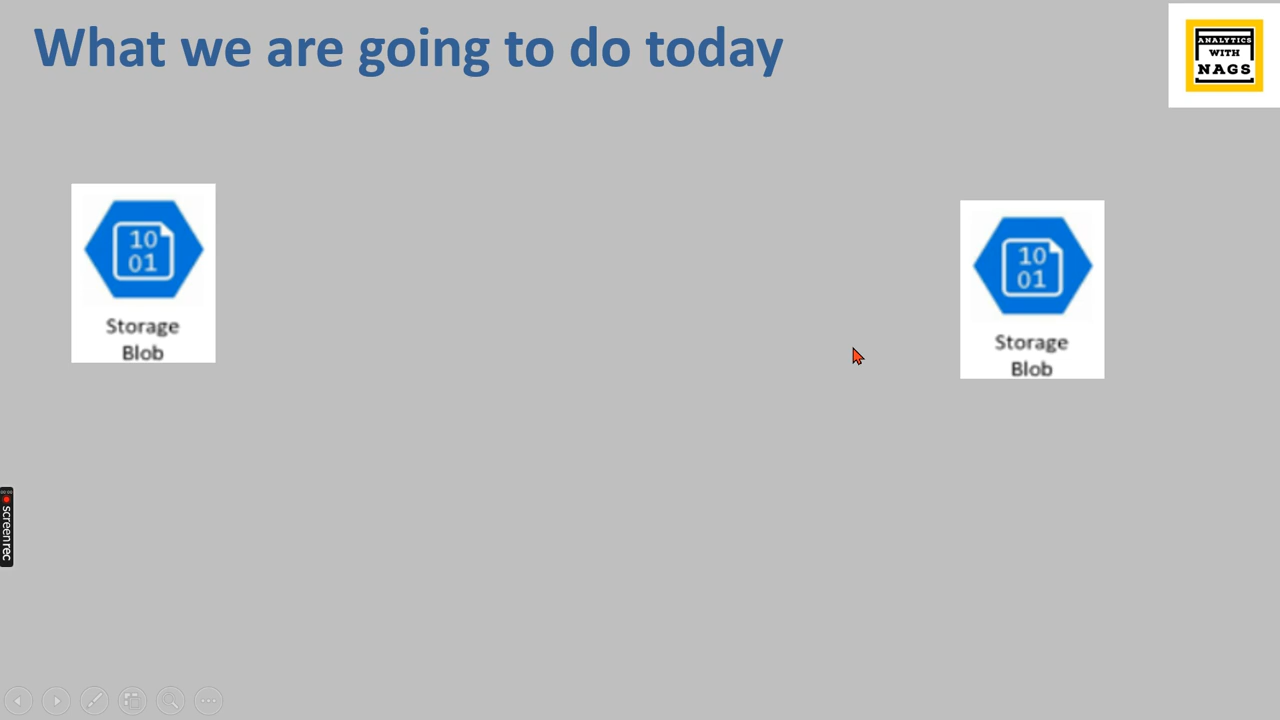 What we are going to do today
ANALYTICS
WITH
NAGS
10
01
Storage
Blob
10
01
Storage
Blob
screenrec